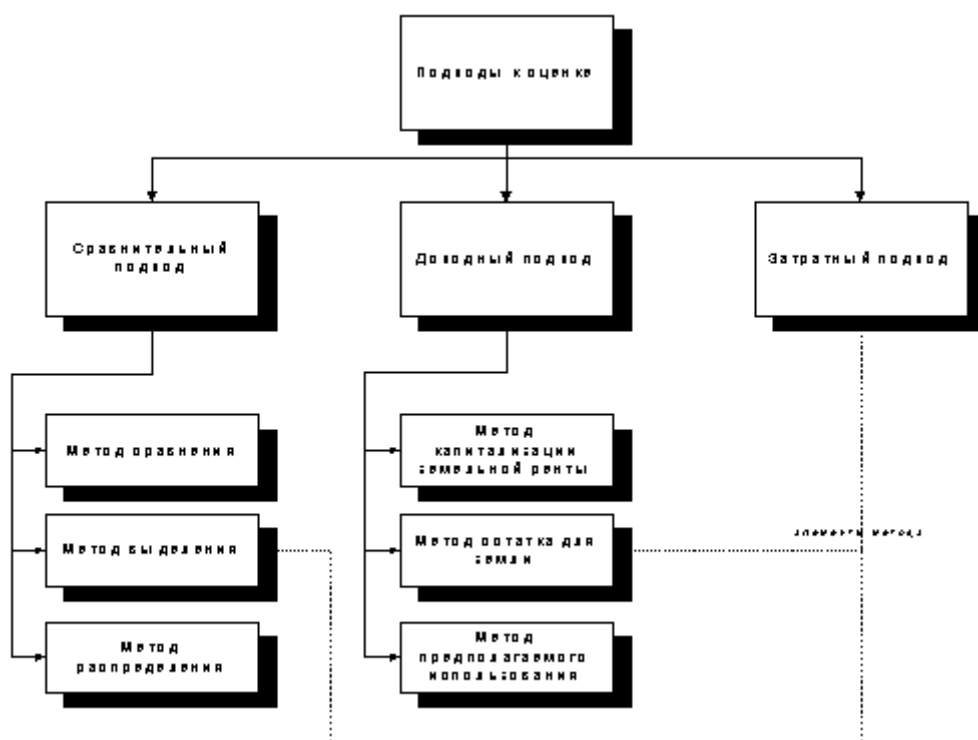 Подходы к оценке
Сравнительный
подход
Доходный подход
Затратный подход
Метод сравнения
Метод
капитализации
земельной ренты
Метод выделения
Метод остатка для
земли
элементы метода
Метод
распределения
Метод
предполагаемого
использования